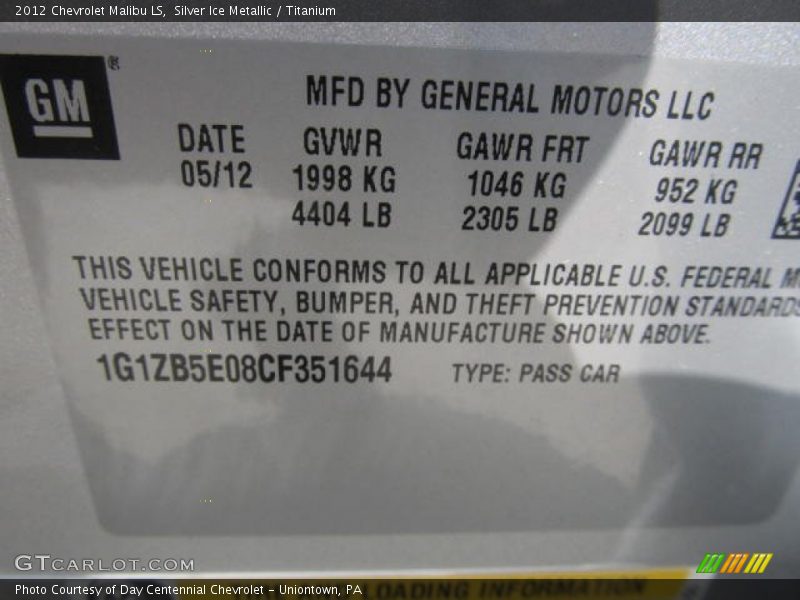 2012 Chevrolet Malibu LS, Silver Ice Metallic / Titanium
GM®
MFD BY GENERAL MOTORS LLC
DATE GVWR GAWR FRT GAWR RR
05/12 1998 KG 1046 KG 952 KG
4404 LB 2305 LB 2099 LB
THIS VEHICLE CONFORMS TO ALL APPLICABLE U.S. FEDERAL M
VEHICLE SAFETY, BUMPER, AND THEFT PREVENTION STANDARDS
EFFECT ON THE DATE OF MANUFACTURE SHOWN ABOVE.
1G1ZB5E08CF351644 TYPE: PASS CAR
GTCARLOT.COM
LOADING INFORMATION
Photo Courtesy of Day Centennial Chevrolet - Uniontown, PA